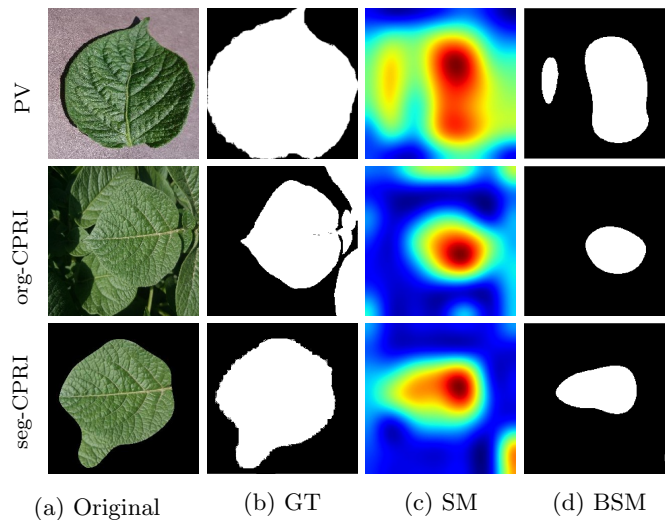 PV
org-CPRI
seg-CPRI
(a) Original
(b) GT
(c) SM
(d) BSM